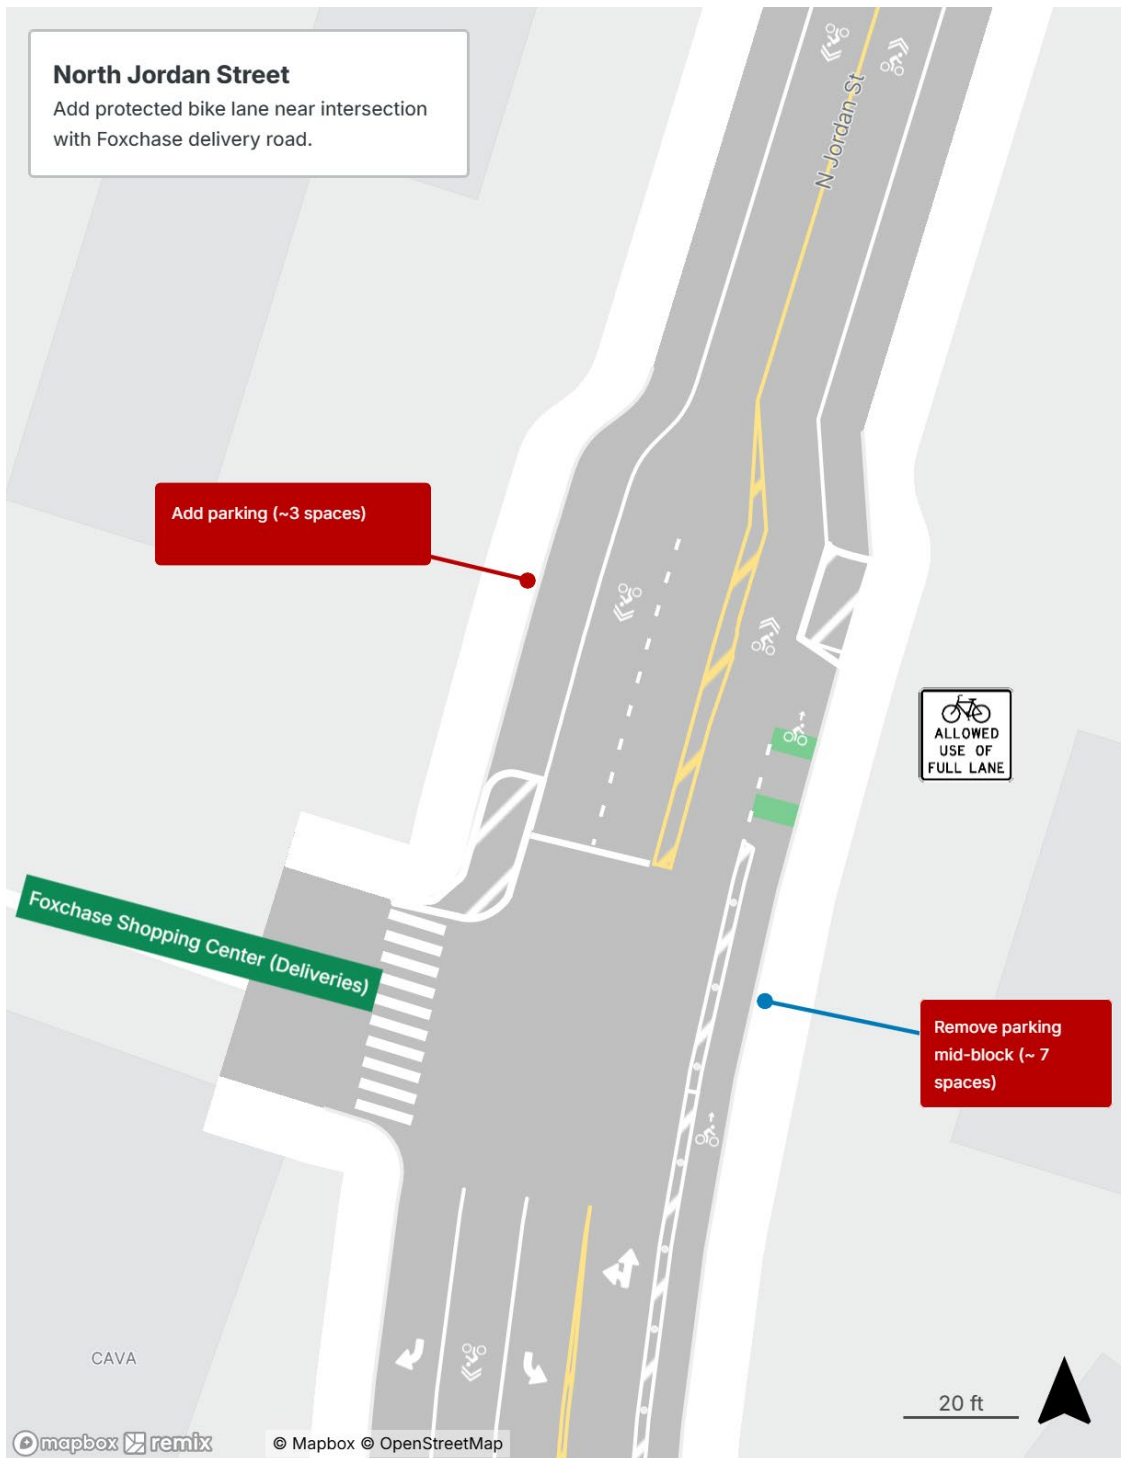 North Jordan Street
Add protected bike lane near intersection
with Foxchase delivery road.
N Jordan St
Add parking (~3 spaces)
ALLOWED
USE OF
FULL LANE
Foxchase Shopping Center (Deliveries)
Remove parking
mid-block (~ 7
spaces)
CAVA
20 ft
mapbox remix
© Mapbox © OpenStreetMap